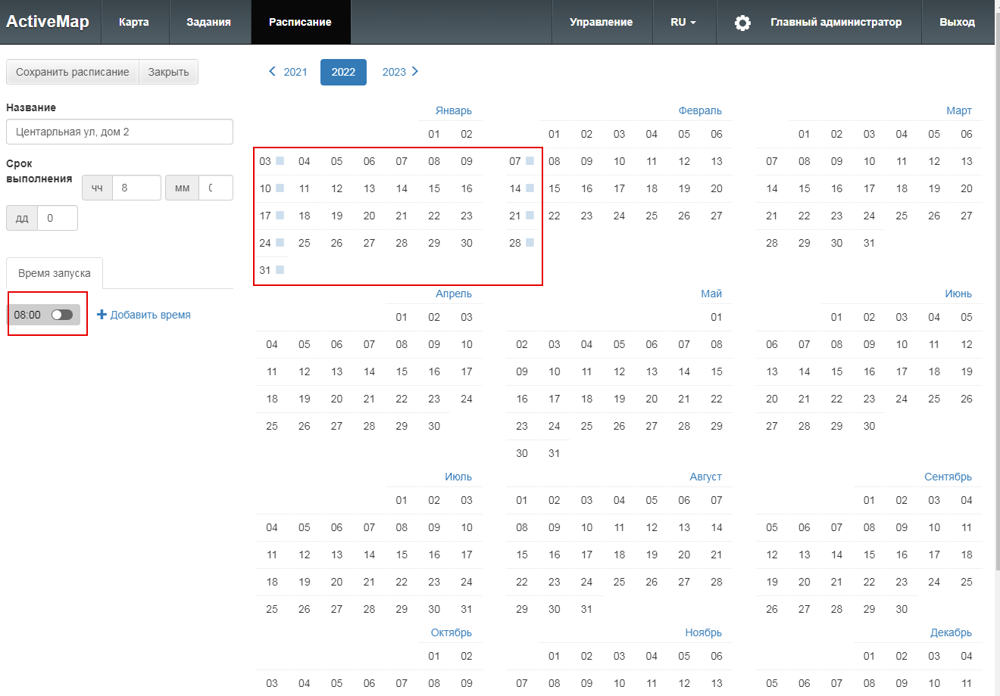 ActiveMap Карта Задания Расписание Управление RU Главный администратор Выход
Сохранить расписание Закрыть
Название
Центарльная ул, дом 2
Срок
выполнения чч 8 мм
дд 0
Время запуска
08:00 Добавить время
2021 2022 2023
Январь
01 02
03 04 05 06 07 08 09
10 11 12 13 14 15 16
17 18 19 20 21 22 23
24 25 26 27 28 29 30
31
Февраль
01 02 03 04 05 06
07 08 09 10 11 12 13
14 15 16 17 18 19 20
21 22 23 24 25 26 27
28
Март
01 02 03 04 05 06
07 08 09 10 11 12 13
14 15 16 17 18 19 20
21 22 23 24 25 26 27
28 29 30 31
Апрель
01 02 03
04 05 06 07 08 09 10
11 12 13 14 15 16 17
18 19 20 21 22 23 24
25 26 27 28 29 30
Май
01
02 03 04 05 06 07 08
09 10 11 12 13 14 15
16 17 18 19 20 21 22
23 24 25 26 27 28 29
30 31
Июнь
01 02 03 04 05
06 07 08 09 10 11 12
13 14 15 16 17 18 19
20 21 22 23 24 25 26
27 28 29 30
Июль
01 02 03
04 05 06 07 08 09 10
11 12 13 14 15 16 17
18 19 20 21 22 23 24
25 26 27 28 29 30 31
Август
01 02 03 04 05 06 07
08 09 10 11 12 13 14
15 16 17 18 19 20 21
22 23 24 25 26 27 28
29 30 31
Сентябрь
01 02 03 04
05 06 07 08 09 10 11
12 13 14 15 16 17 18
19 20 21 22 23 24 25
26 27 28 29 30
Октябрь
01 02
03 04 05 06 07 08 09
Ноябрь
01 02 03 04 05 06
07 08 09 10 11 12 13
Декабрь
01 02 03 04
05 06 07 08 09 10 11